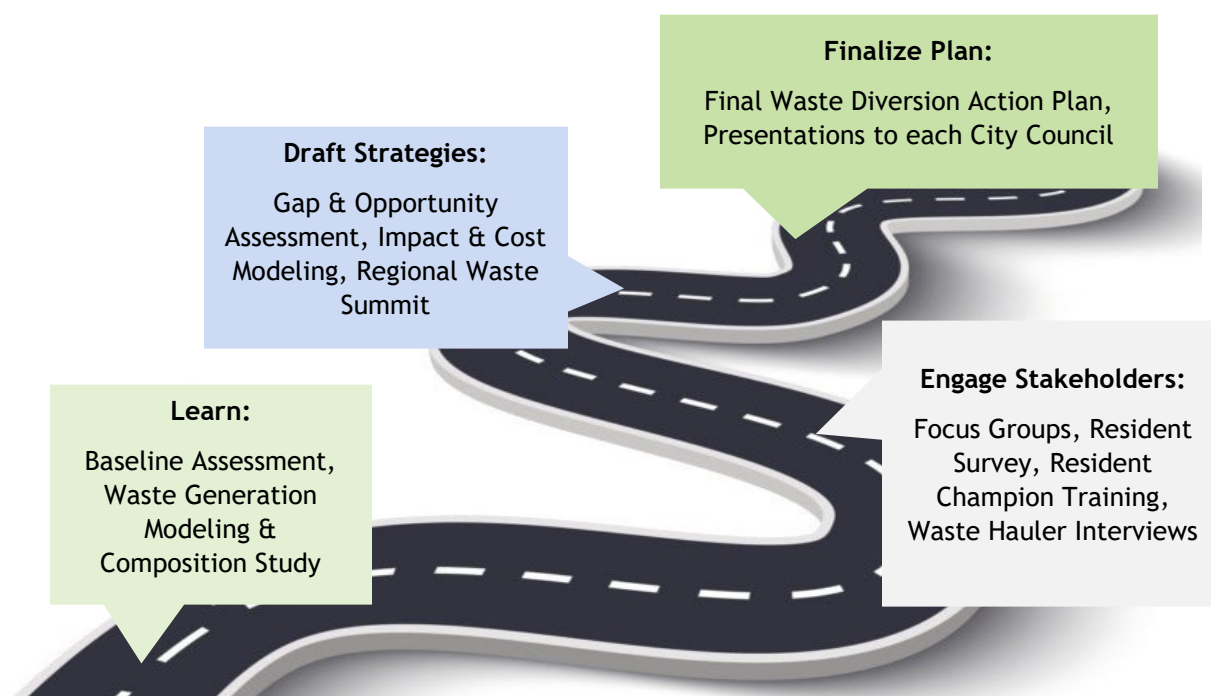 Finalize Plan:
Final Waste Diversion Action Plan,
Presentations to each City Council
Draft Strategies:
Gap & Opportunity
Assessment, Impact & Cost
Modeling, Regional Waste
Summit
Engage Stakeholders:
Focus Groups, Resident
Survey, Resident
Champion Training,
Waste Hauler Interviews
Learn:
Baseline Assessment,
Waste Generation
Modeling &
Composition Study